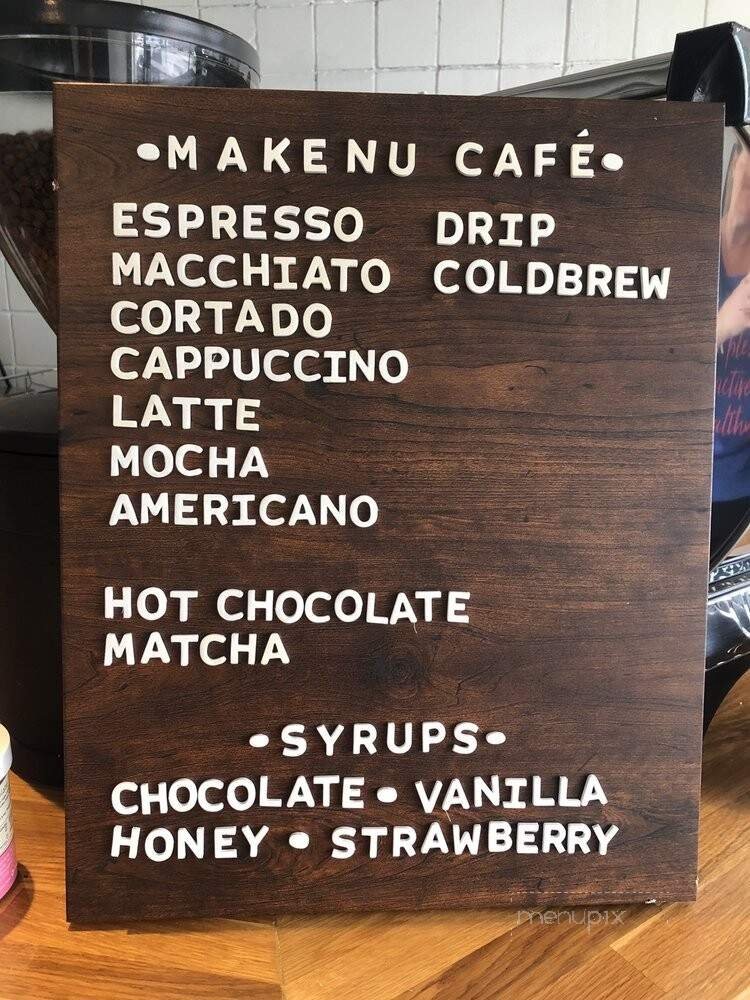 •MAKENU CAFÉ•
ESPRESSO
MACCHIATO
CORTADO
CAPPUCCINO
LATTE
MOCHA
AMERICANO
DRIP
COLDBREW
HOT CHOCOLATE
MATCHA
•SYRUPS•
CHOCOLATE • VANILLA
HONEY • STRAWBERRY
menupix